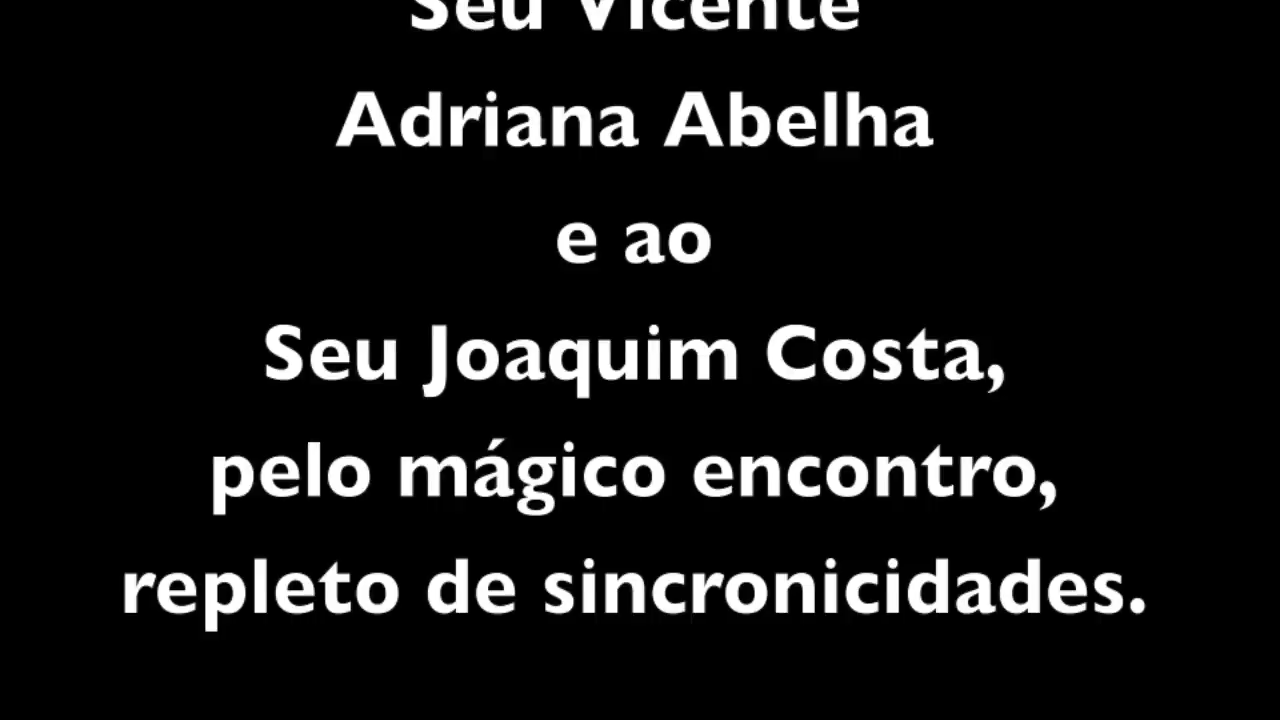 Seu Vicente
Adriana Abelha
e ao
Seu Joaquim Costa,
pelo mágico encontro,
repleto de sincronicidades.